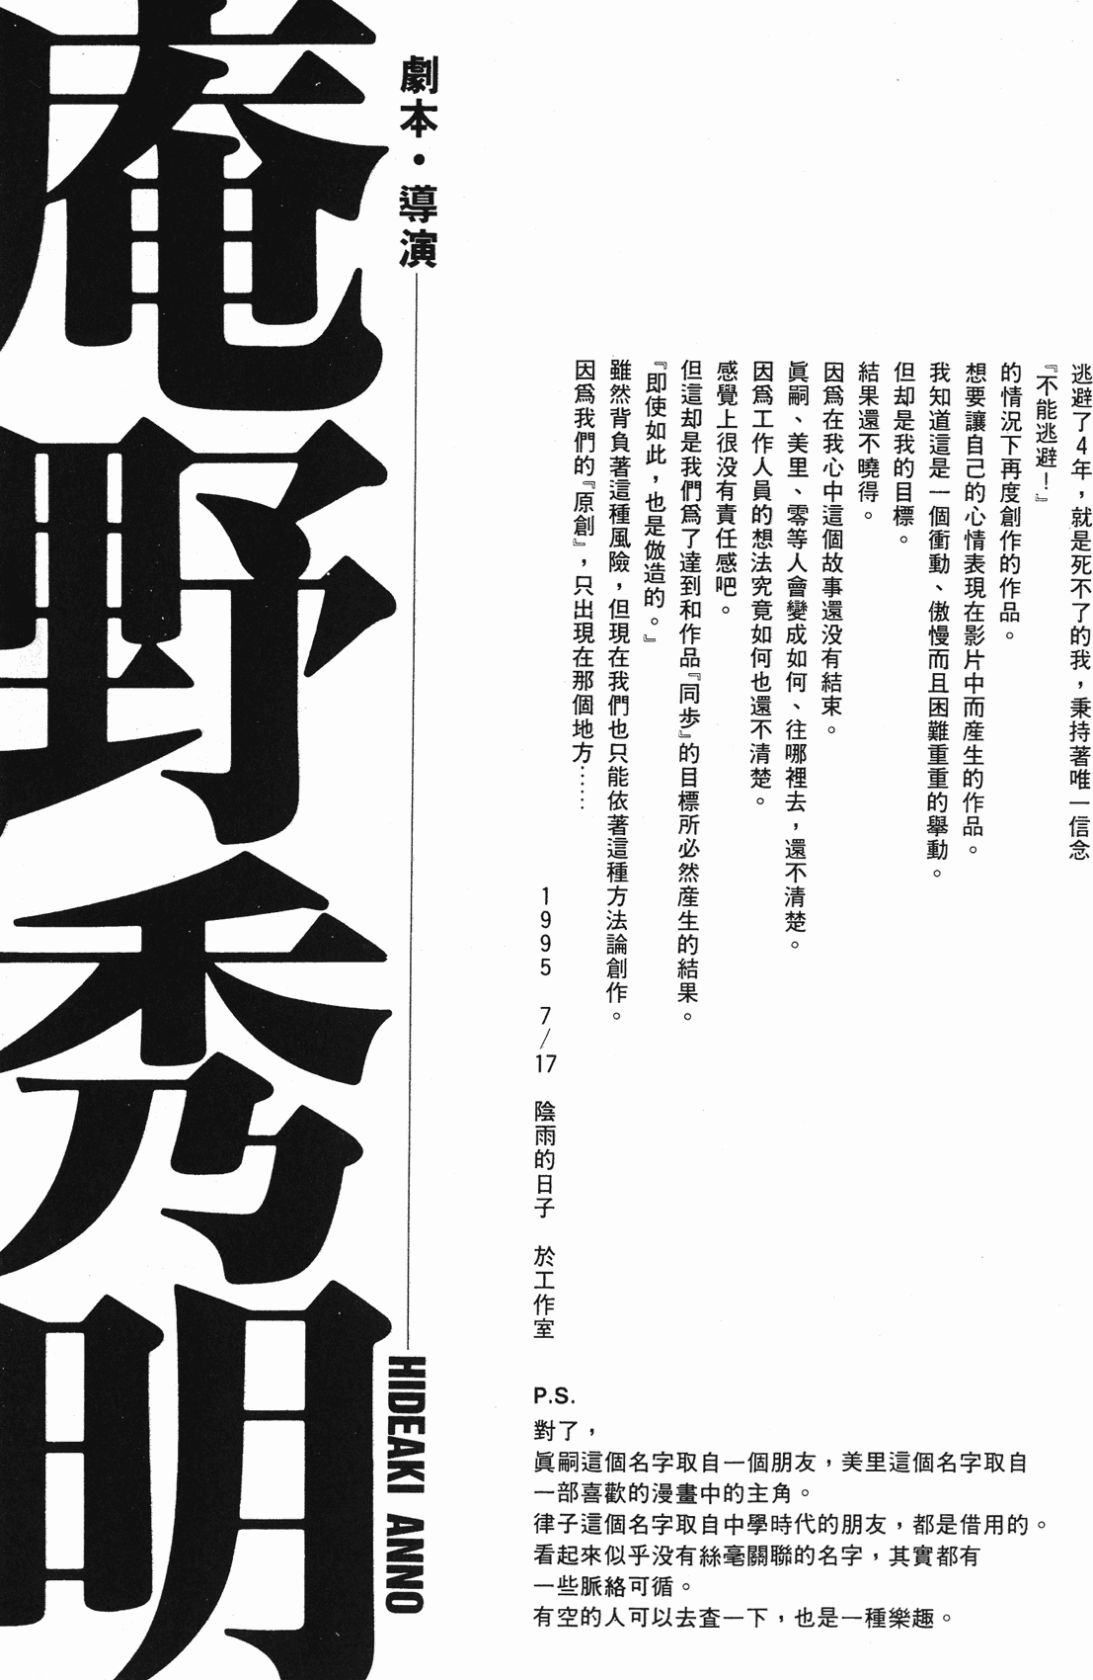 逃避了4年，就是死不了的我，秉持著唯一信念
『不能逃避！』
的情況下再度創作的作品。
想要讓自己的心情表現在影片中而産生的作品。
我知道這是一個衝動、傲慢而且困難重重的舉動。
但却是我的目標。
結果還不曉得。
因爲在我心中這個故事還没有結束。
眞嗣、美里、零等人會變成如何、往哪裡去，還不清楚。
因爲工作人員的想法究竟如何也還不清楚。
感覺上很没有責任感吧。
但這却是我們爲了達到和作品『同步』的目標所必然産生的結果。
『即使如此，也是倣造的。』
雖然背負著這種風險，但現在我們也只能依著這種方法論創作。
因爲我們的『原創』，只出現在那個地方……
1995 7/17 陰雨的日子 於工作室
P.S.
對了，
眞嗣這個名字取自一個朋友，美里這個名字取自
一部喜歡的漫畫中的主角。
律子這個名字取自中學時代的朋友，都是借用的。
看起來似乎没有絲毫關聯的名字，其實都有
一些脈絡可循。
有空的人可以去査一下，也是一種樂趣。
劇本・導演
HIDEAKI ANNO
庵野秀明